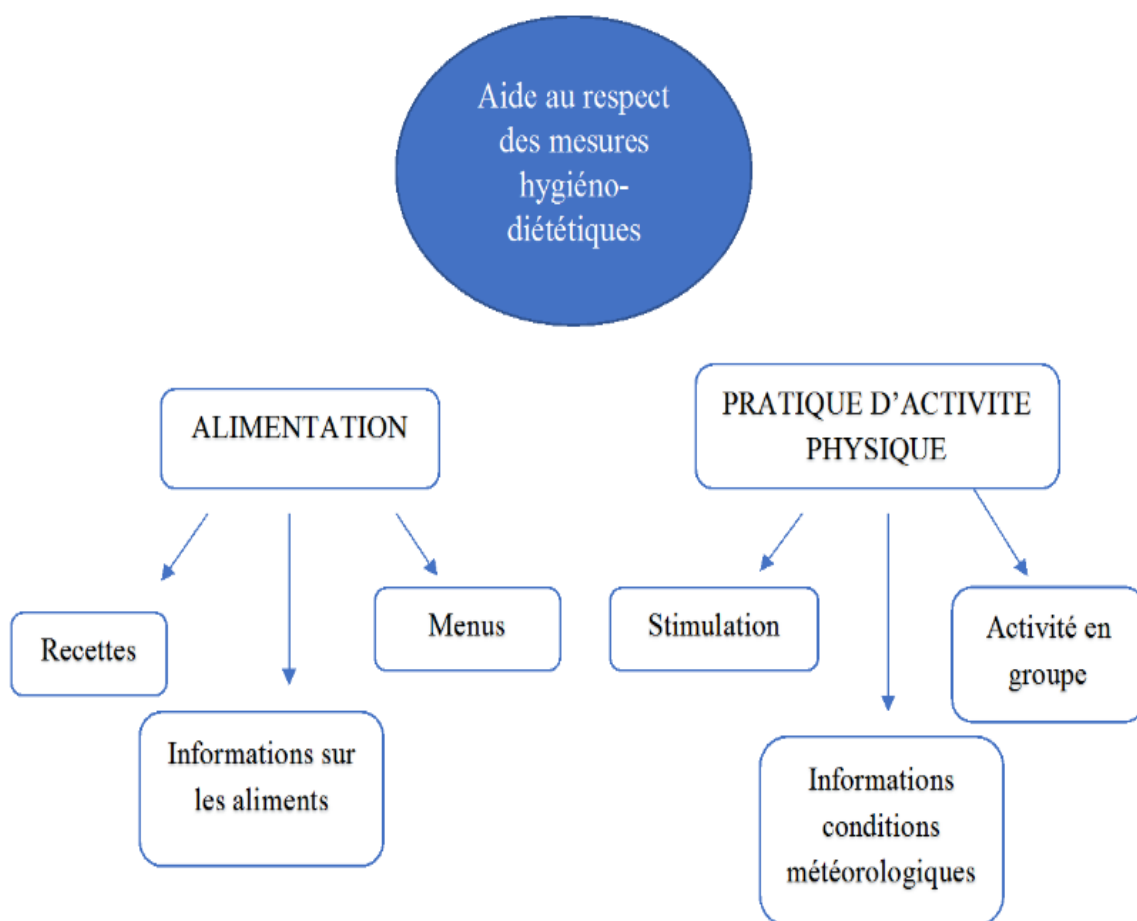 Aide au respect
des mesures
hygiéno-
diététiques
ALIMENTATION
PRATIQUE D'ACTIVITE
PHYSIQUE
Recettes
Informations sur
les aliments
Menus
Stimulation
Informations
conditions
météorologiques
Activité en
groupe